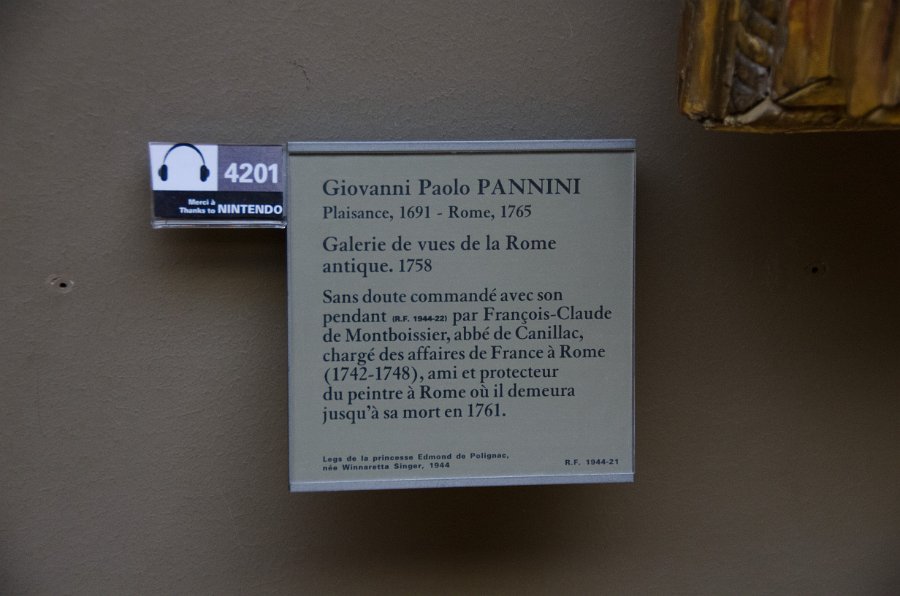 4201
Merci à
Thanks to NINTENDO
Giovanni Paolo PANNINI
Plaisance, 1691 - Rome, 1765
Galerie de vues de la Rome
antique. 1758
Sans doute commandé avec son
pendant (R.F. 1944-22) par François-Claude
de Montboissier, abbé de Canillac,
chargé des affaires de France à Rome
(1742-1748), ami et protecteur
du peintre à Rome où il demeura
jusqu'à sa mort en 1761.
Legs de la princesse Edmond de Polignac,
née Winnaretta Singer, 1944
R.F. 1944-21